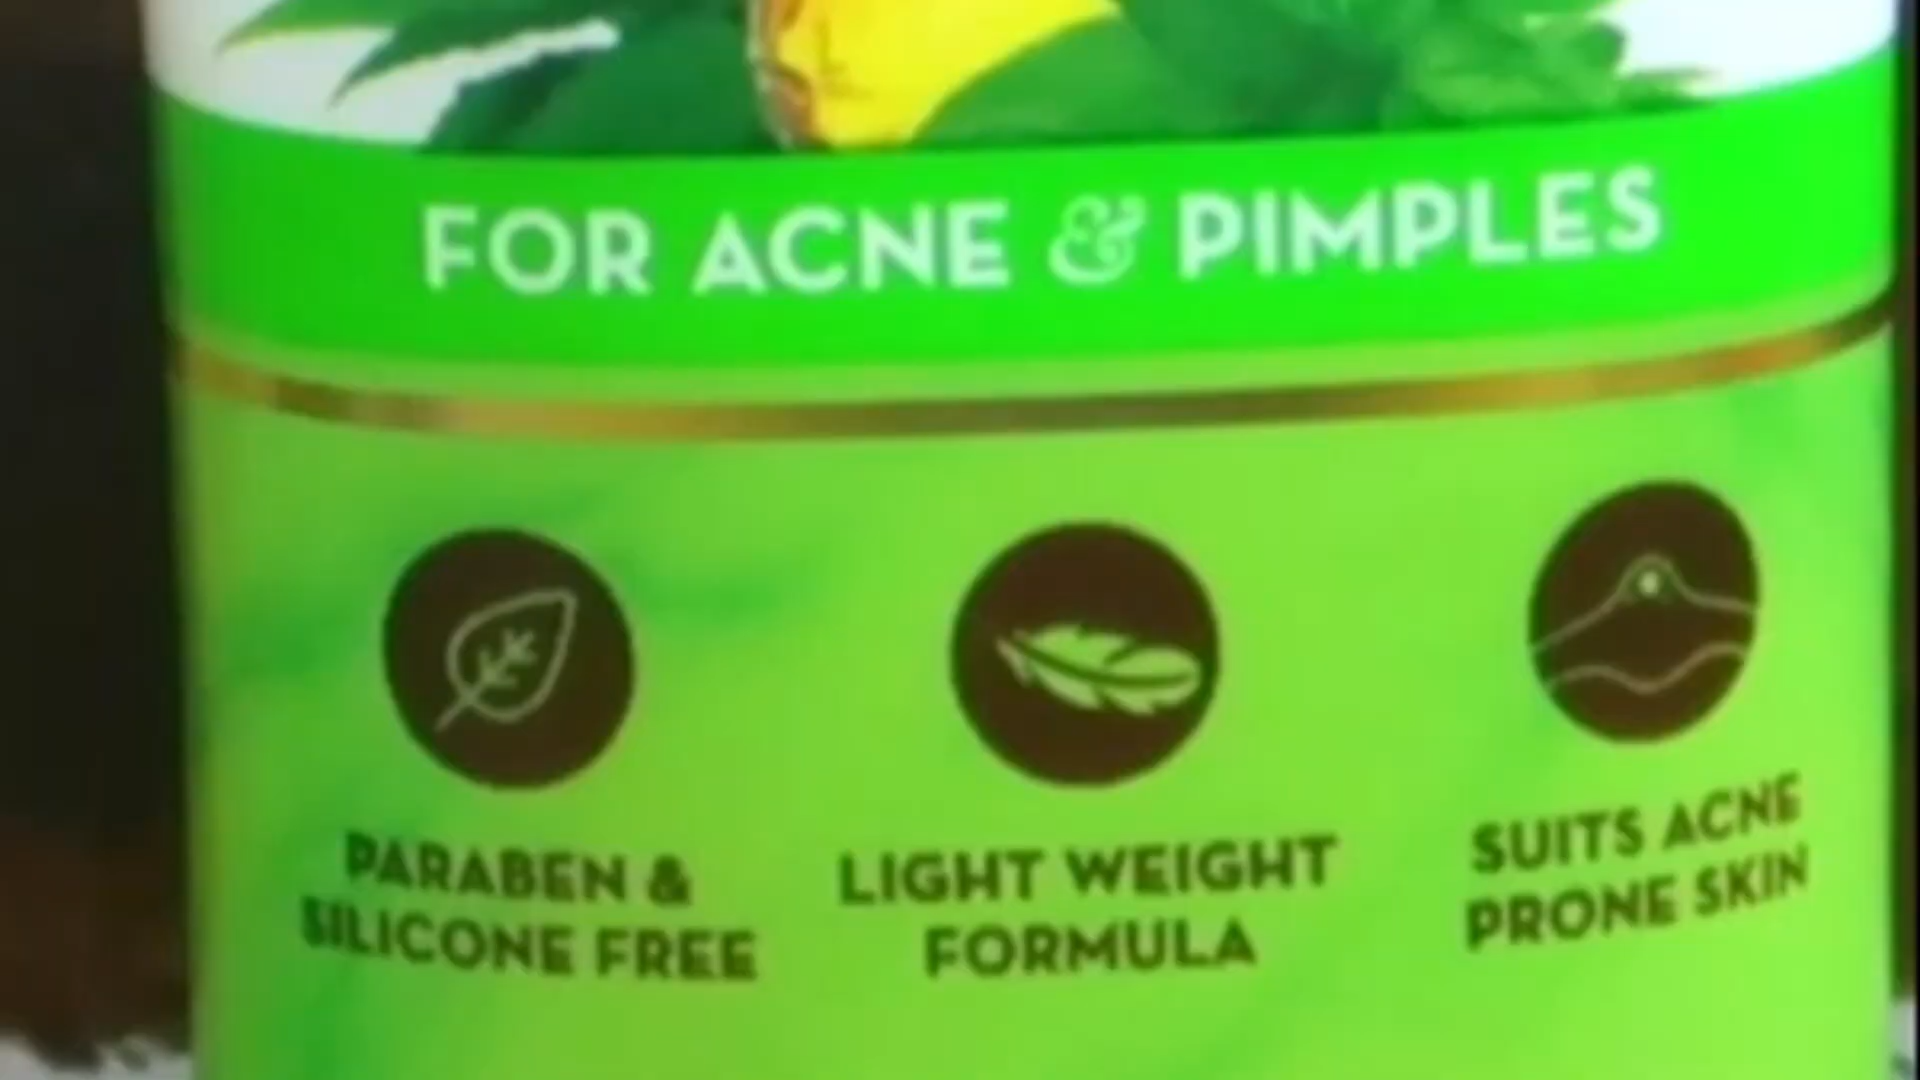 FOR ACNE & PIMPLES
PARABEN &
SILICONE FREE
LIGHT WEIGHT
FORMULA
SUITS ACNE
PRONE SKIN